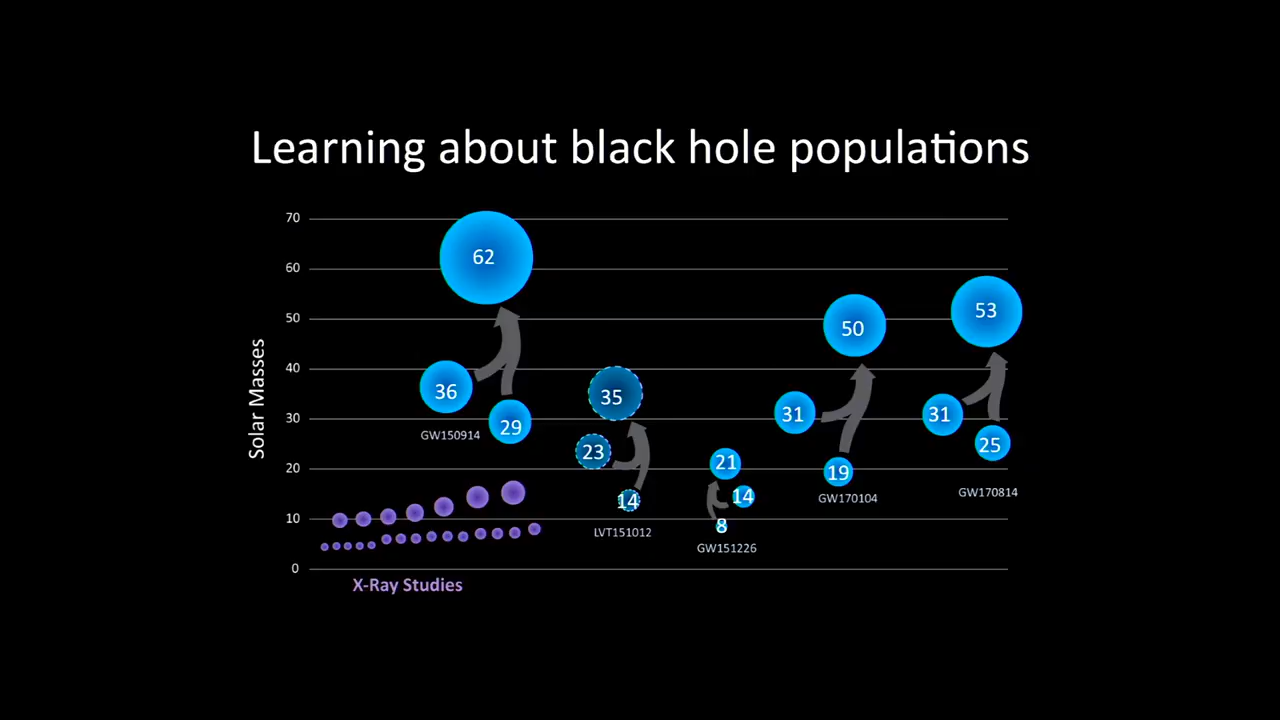 Learning about black hole populations
Solar Masses
70
60
50
40
30
20
10
0
62
36
29
GW150914
35
23
14
LVT151012
21
14
8
GW151226
50
31
19
GW170104
53
31
25
GW170814
X-Ray Studies